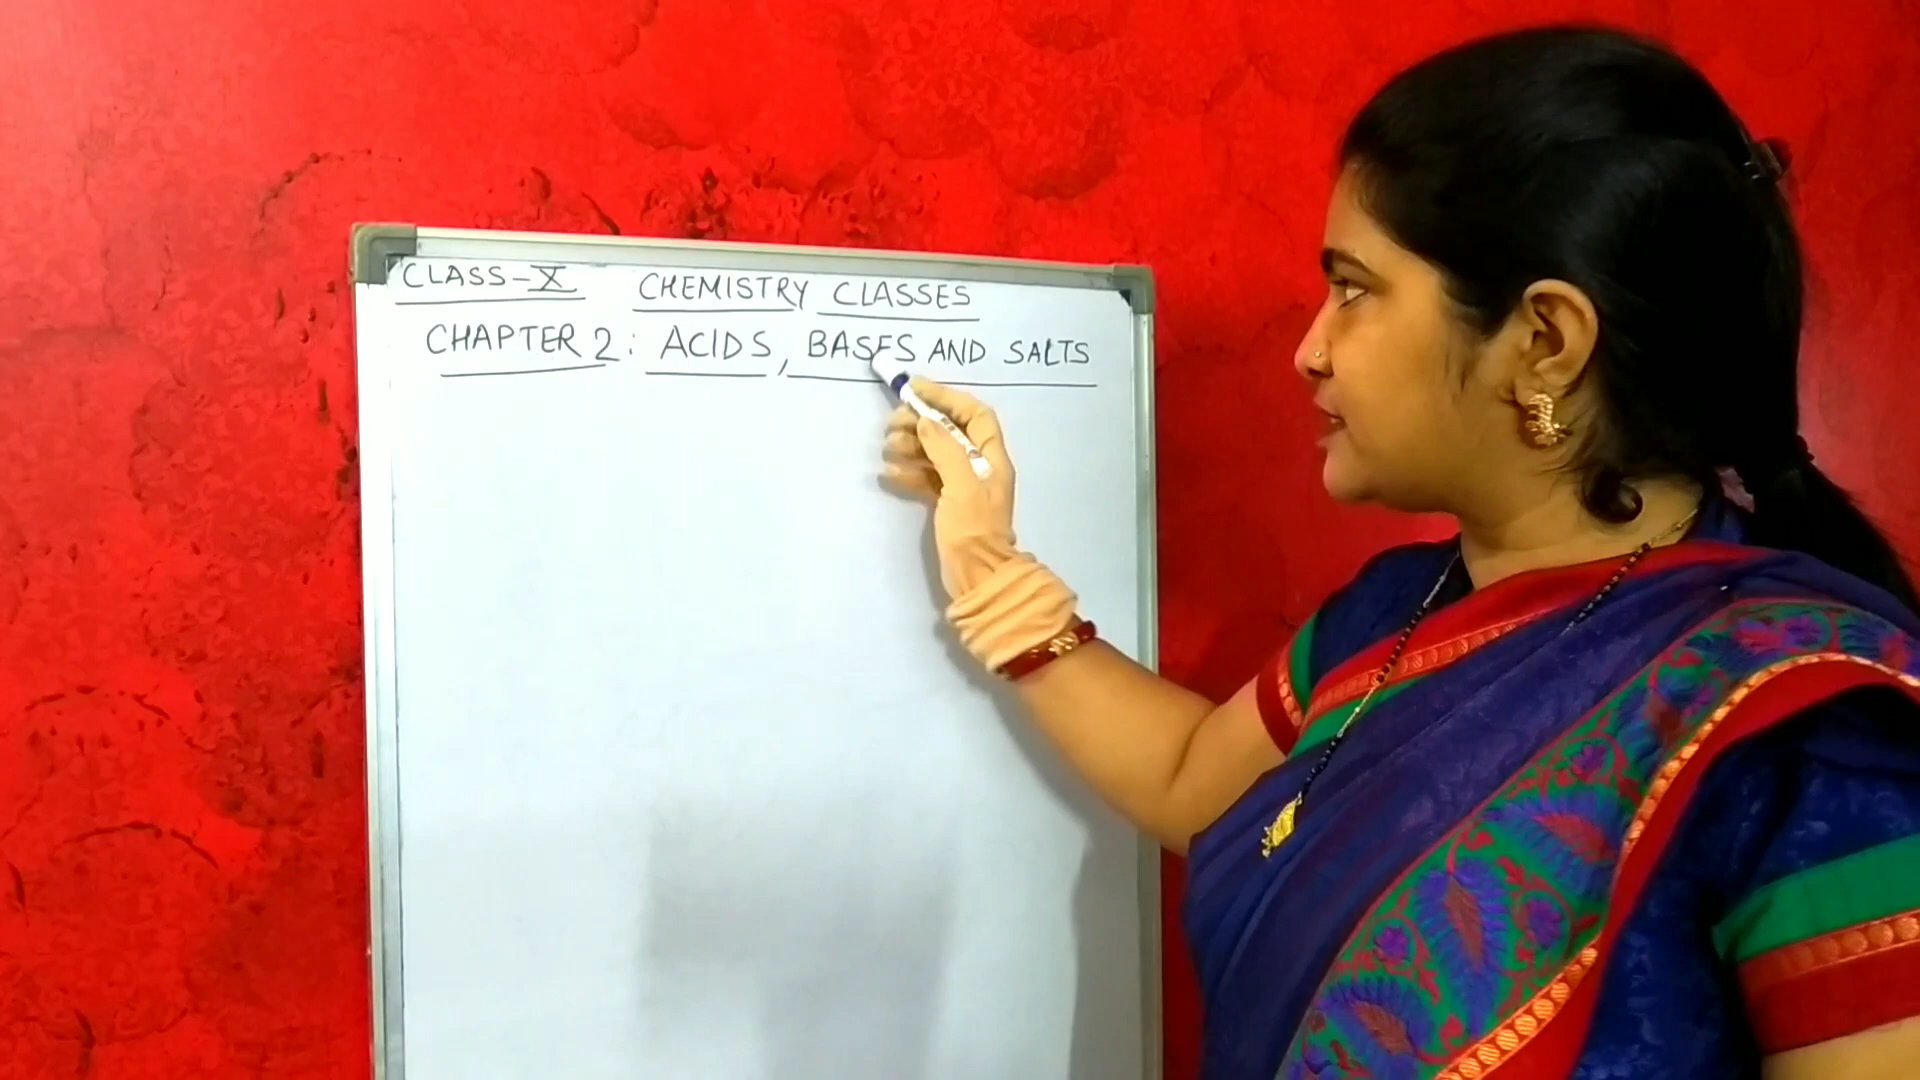 CLASS-X CHEMISTRY CLASSES
CHAPTER 2: ACIDS, BASES AND SALTS